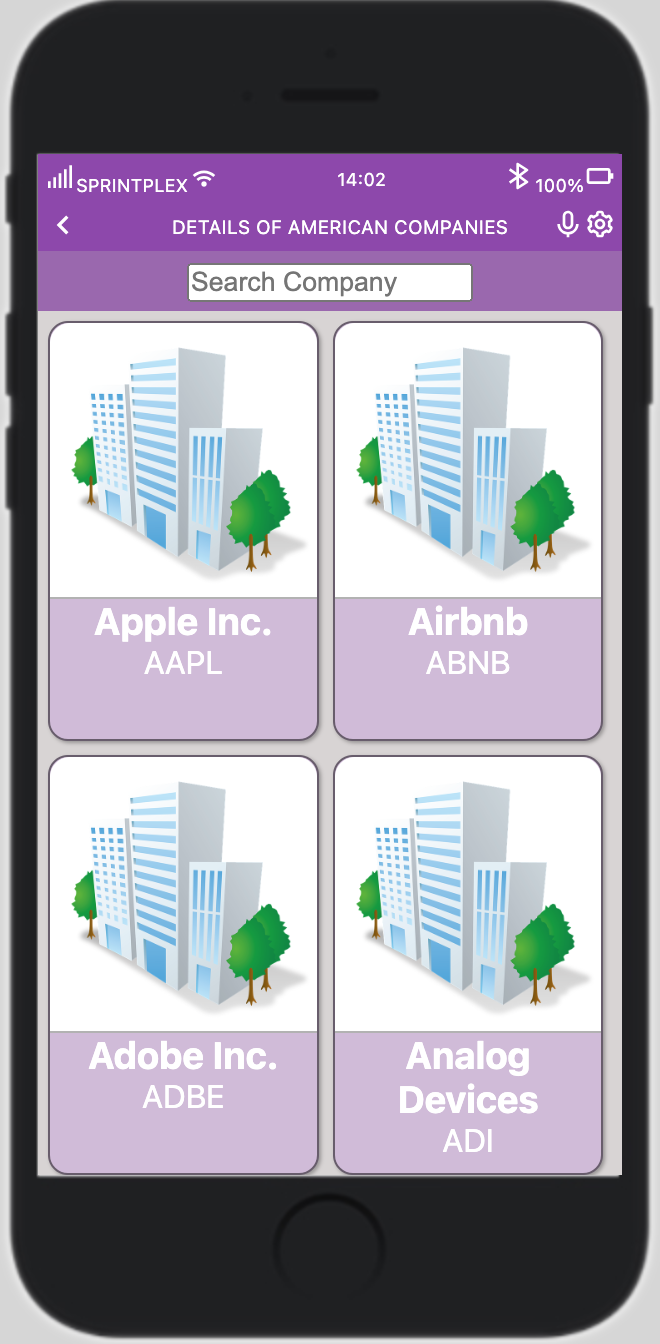 SPRINTPLEX 14:02 100%
DETAILS OF AMERICAN COMPANIES
Search Company
Apple Inc.
AAPL
Airbnb
ABNB
Adobe Inc.
ADBE
Analog
Devices
ADI